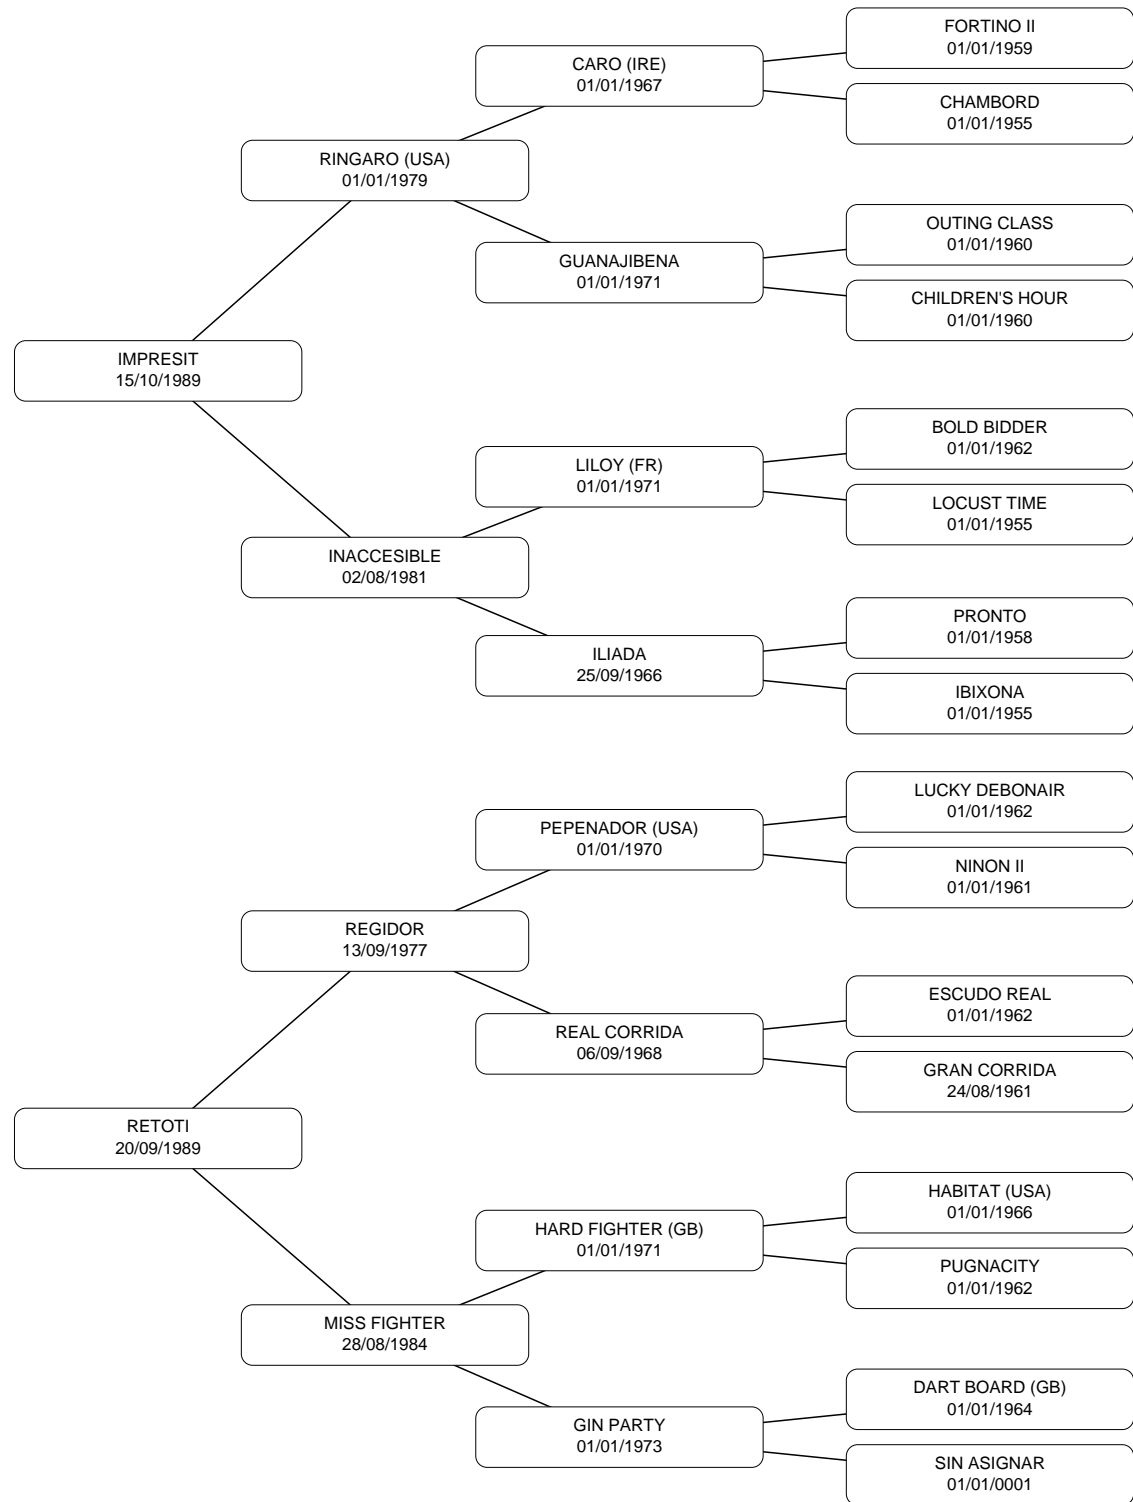 FORTINO II
01/01/1959
CARO (IRE)
01/01/1967
CHAMBORD
01/01/1955
RINGARO (USA)
01/01/1979
OUTING CLASS
01/01/1960
GUANAJIBENA
01/01/1971
CHILDREN'S HOUR
01/01/1960
IMPRESIT
15/10/1989
BOLD BIDDER
01/01/1962
LILOY (FR)
01/01/1971
LOCUST TIME
01/01/1955
INACCESIBLE
02/08/1981
PRONTO
01/01/1958
ILIADA
25/09/1966
IBIXONA
01/01/1955
LUCKY DEBONAIR
01/01/1962
PEPENADOR (USA)
01/01/1970
NINON II
01/01/1961
REGIDOR
13/09/1977
ESCUDO REAL
01/01/1962
REAL CORRIDA
06/09/1968
GRAN CORRIDA
24/08/1961
RETOTI
20/09/1989
HABITAT (USA)
01/01/1966
HARD FIGHTER (GB)
01/01/1971
PUGNACITY
01/01/1962
MISS FIGHTER
28/08/1984
DART BOARD (GB)
01/01/1964
GIN PARTY
01/01/1973
SIN ASIGNAR
01/01/0001